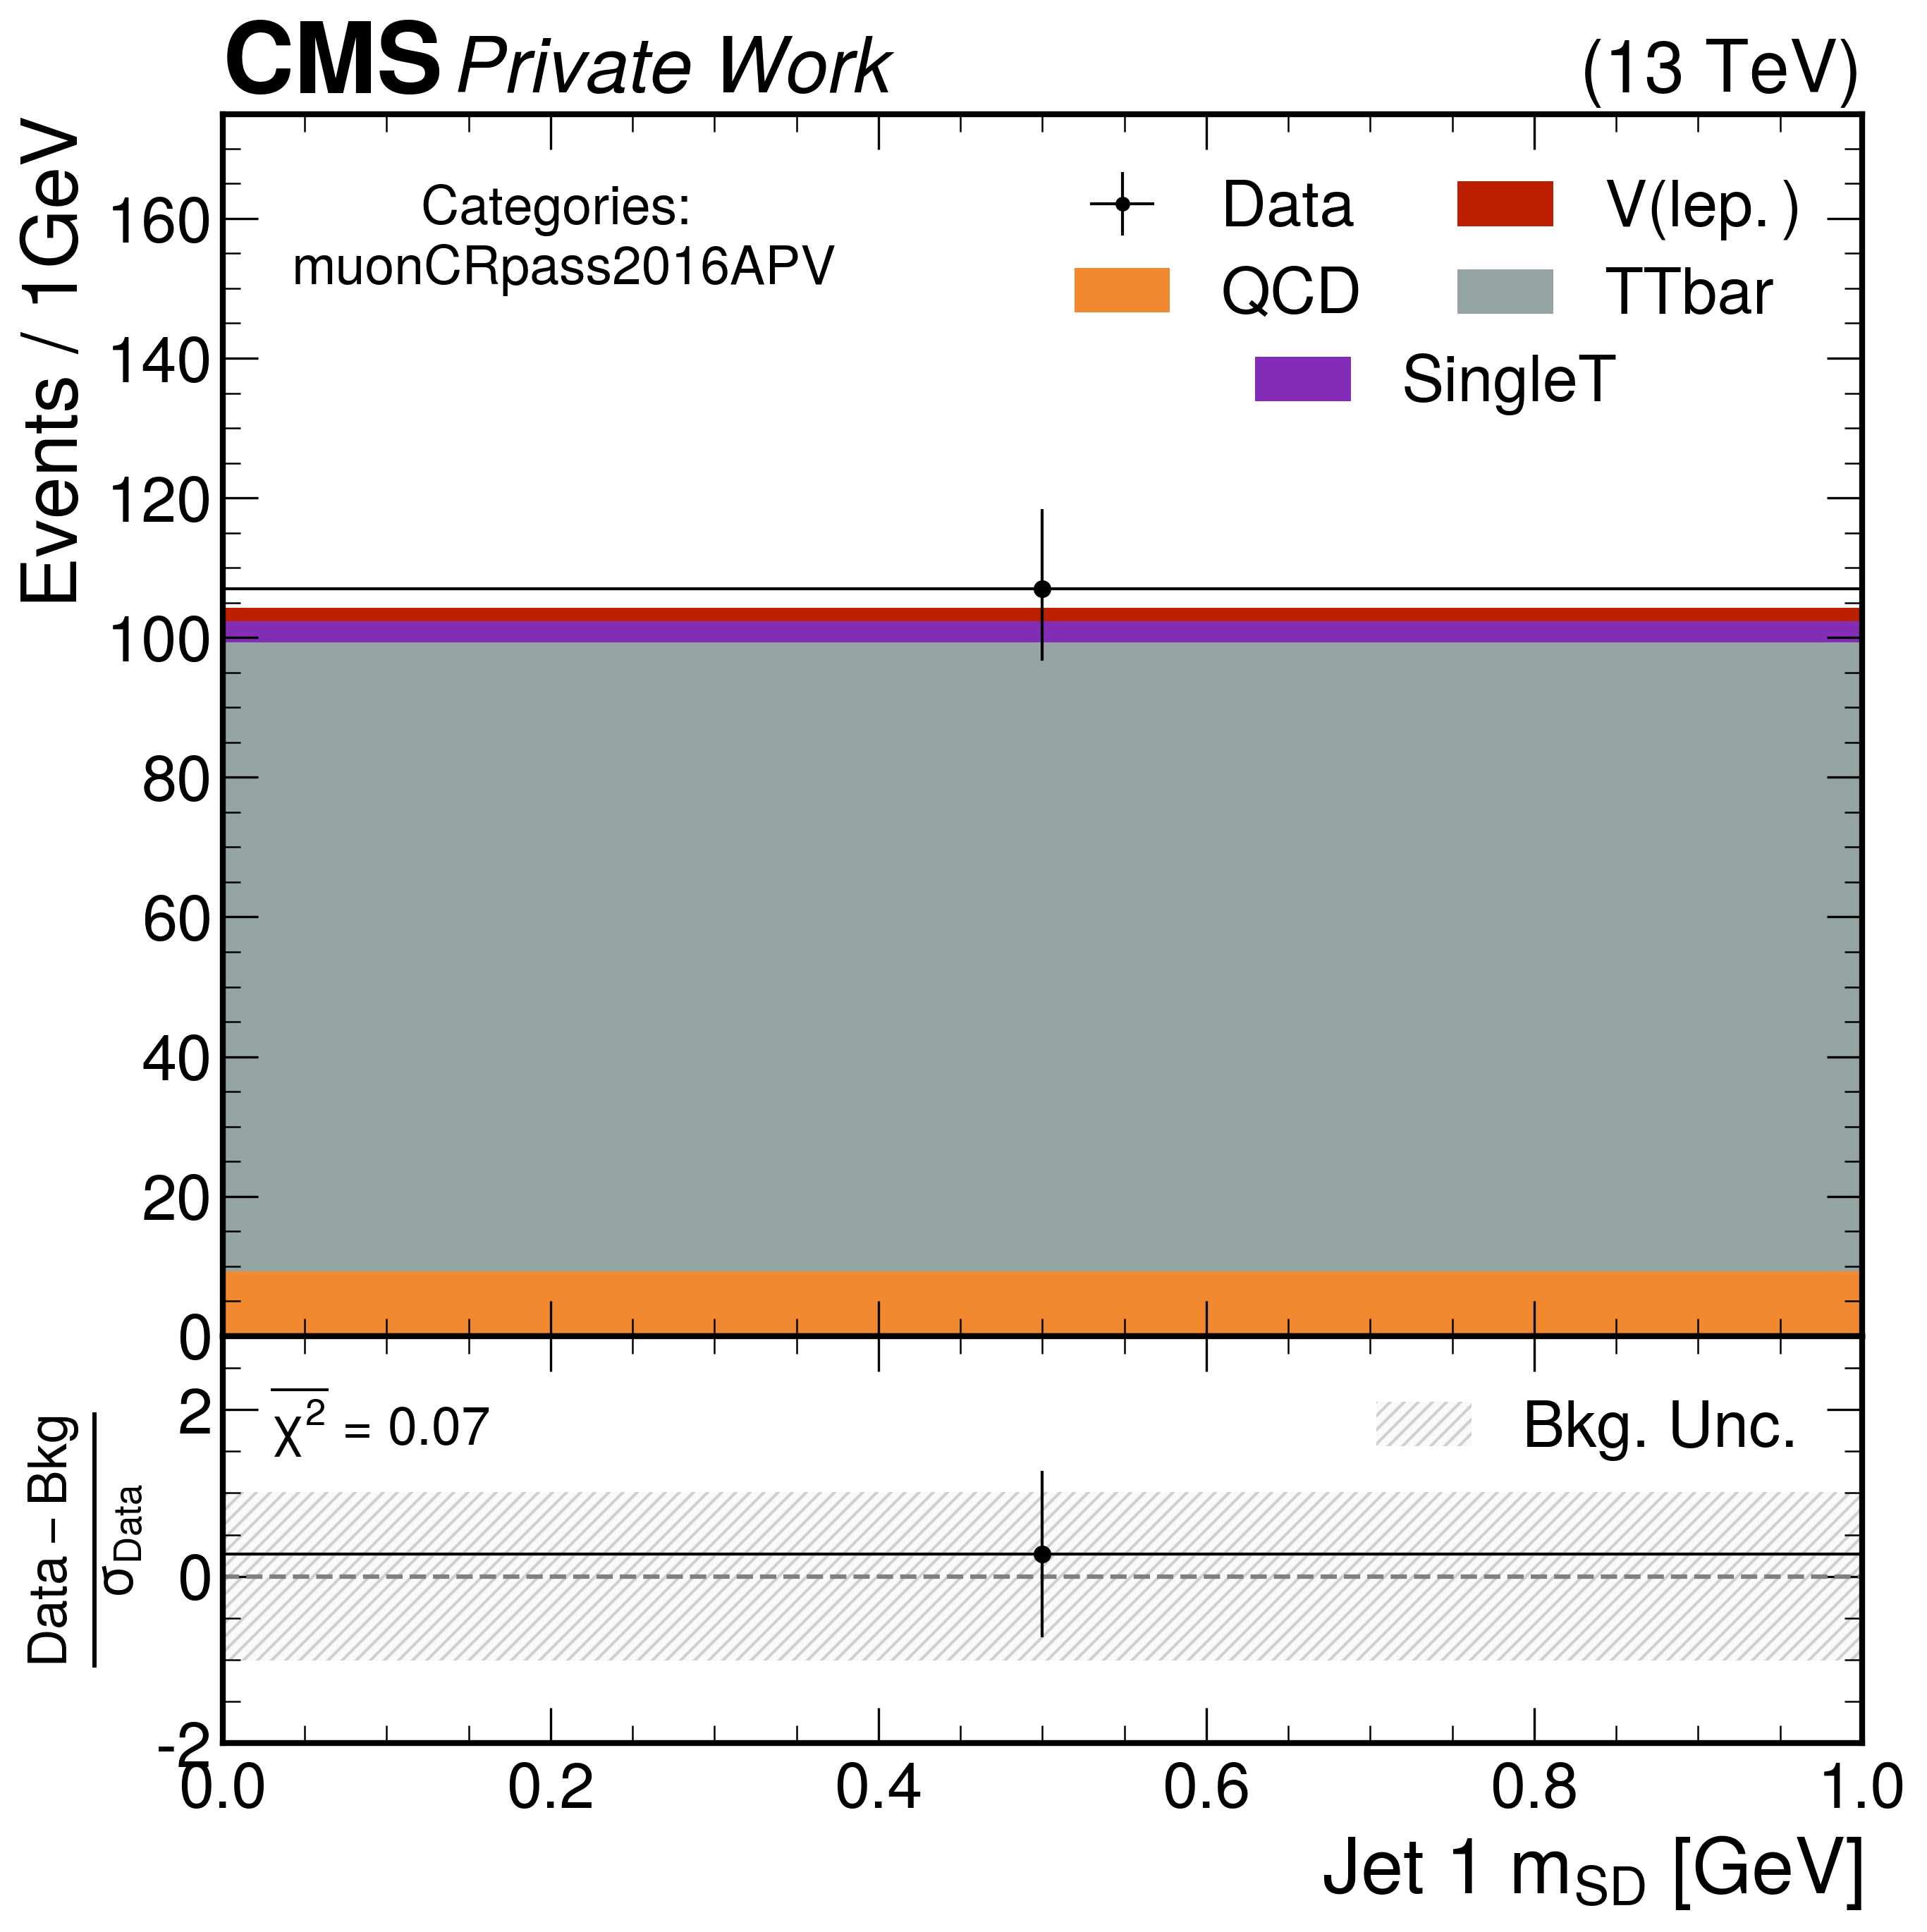 CMS Private Work (13 TeV)
Events / 1GeV
Categories:
muonCRpass2016APV
Data
V(lep.)
QCD
TTbar
SingleT
160
140
120
100
80
60
40
20
0
Data – Bkg
σData
χ² = 0.07
Bkg. Unc.
2
0
-2
0.0 0.2 0.4 0.6 0.8 1.0
Jet 1 mSD [GeV]